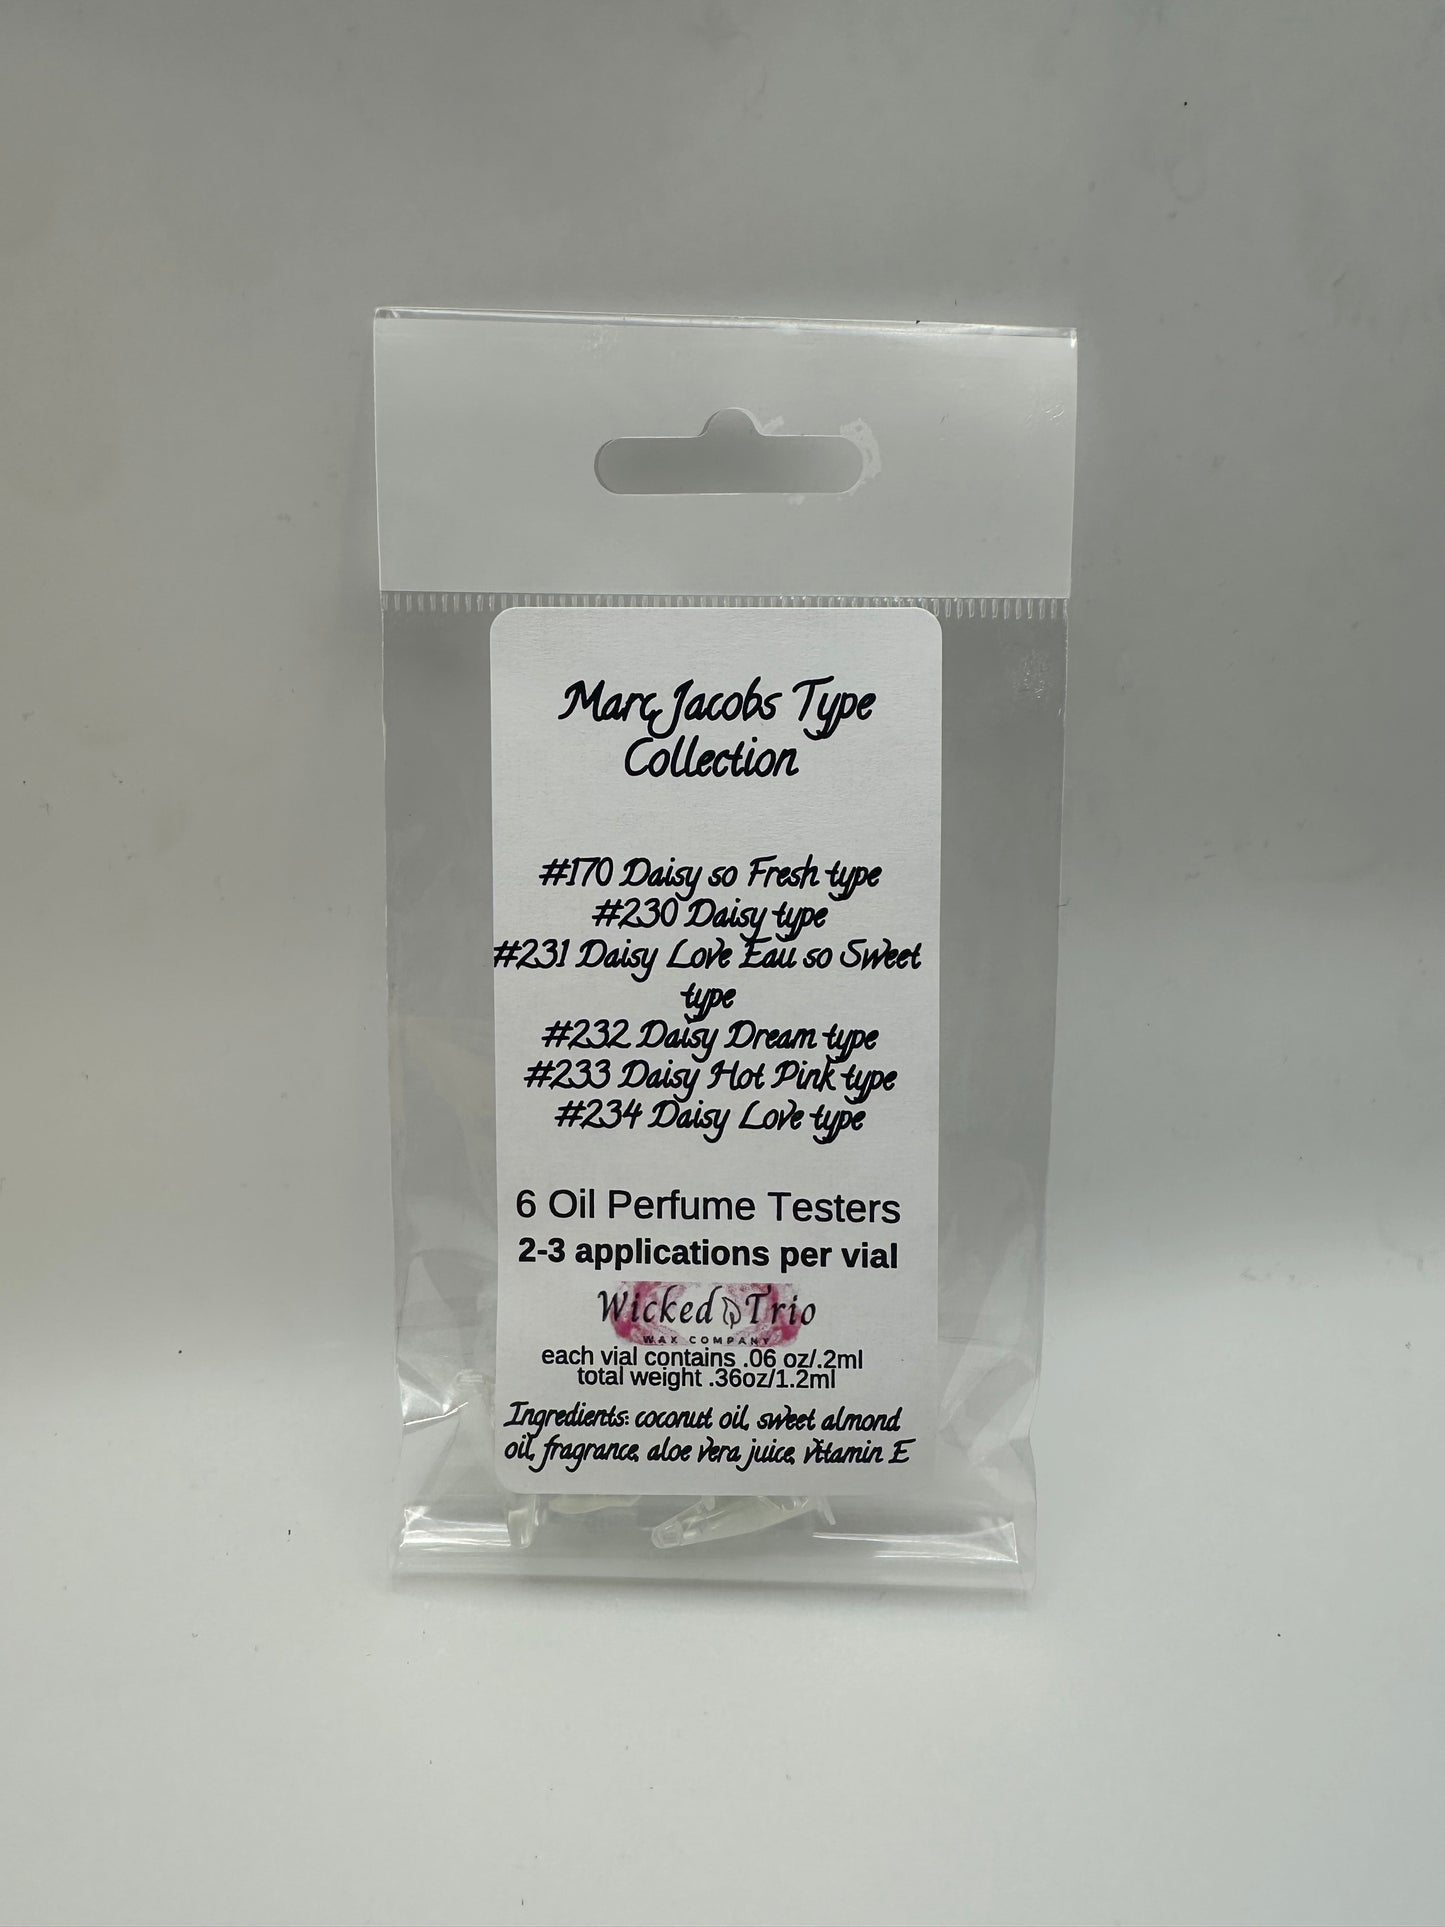 Marc Jacobs Type
Collection
#170 Daisy so Fresh type
#230 Daisy type
#231 Daisy Love Eau so Sweet
type
#232 Daisy Dream type
#233 Daisy Hot Pink type
#234 Daisy Love type
6 Oil Perfume Testers
2-3 applications per vial
Wicked Trio
WAX COMPANY
each vial contains .06 oz/.2ml
total weight .36oz/1.2ml
Ingredients: coconut oil, sweet almond
oil, fragrance, aloe vera juice, vitamin E